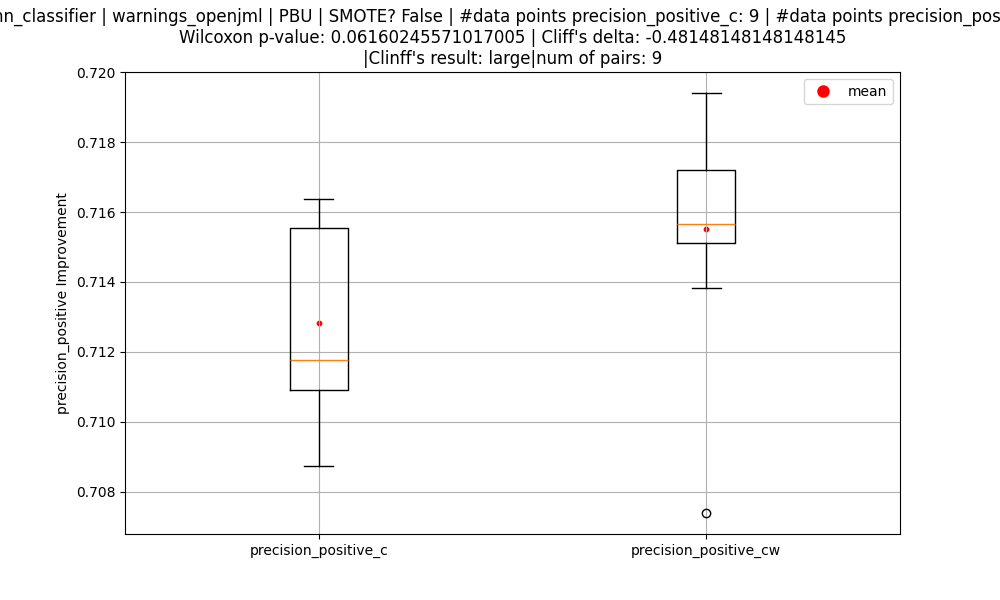 n_classifier | warnings_openjml | PBU | SMOTE? False | #data points precision_positive_c: 9 | #data points precision_pos
Wilcoxon p-value: 0.06160245571017005 | Cliff's delta: -0.48148148148148145
|Clinff's result: large|num of pairs: 9
0.720
mean
0.718
0.716
0.714
0.712
0.710
0.708
precision_positive Improvement
precision_positive_c
precision_positive_cw